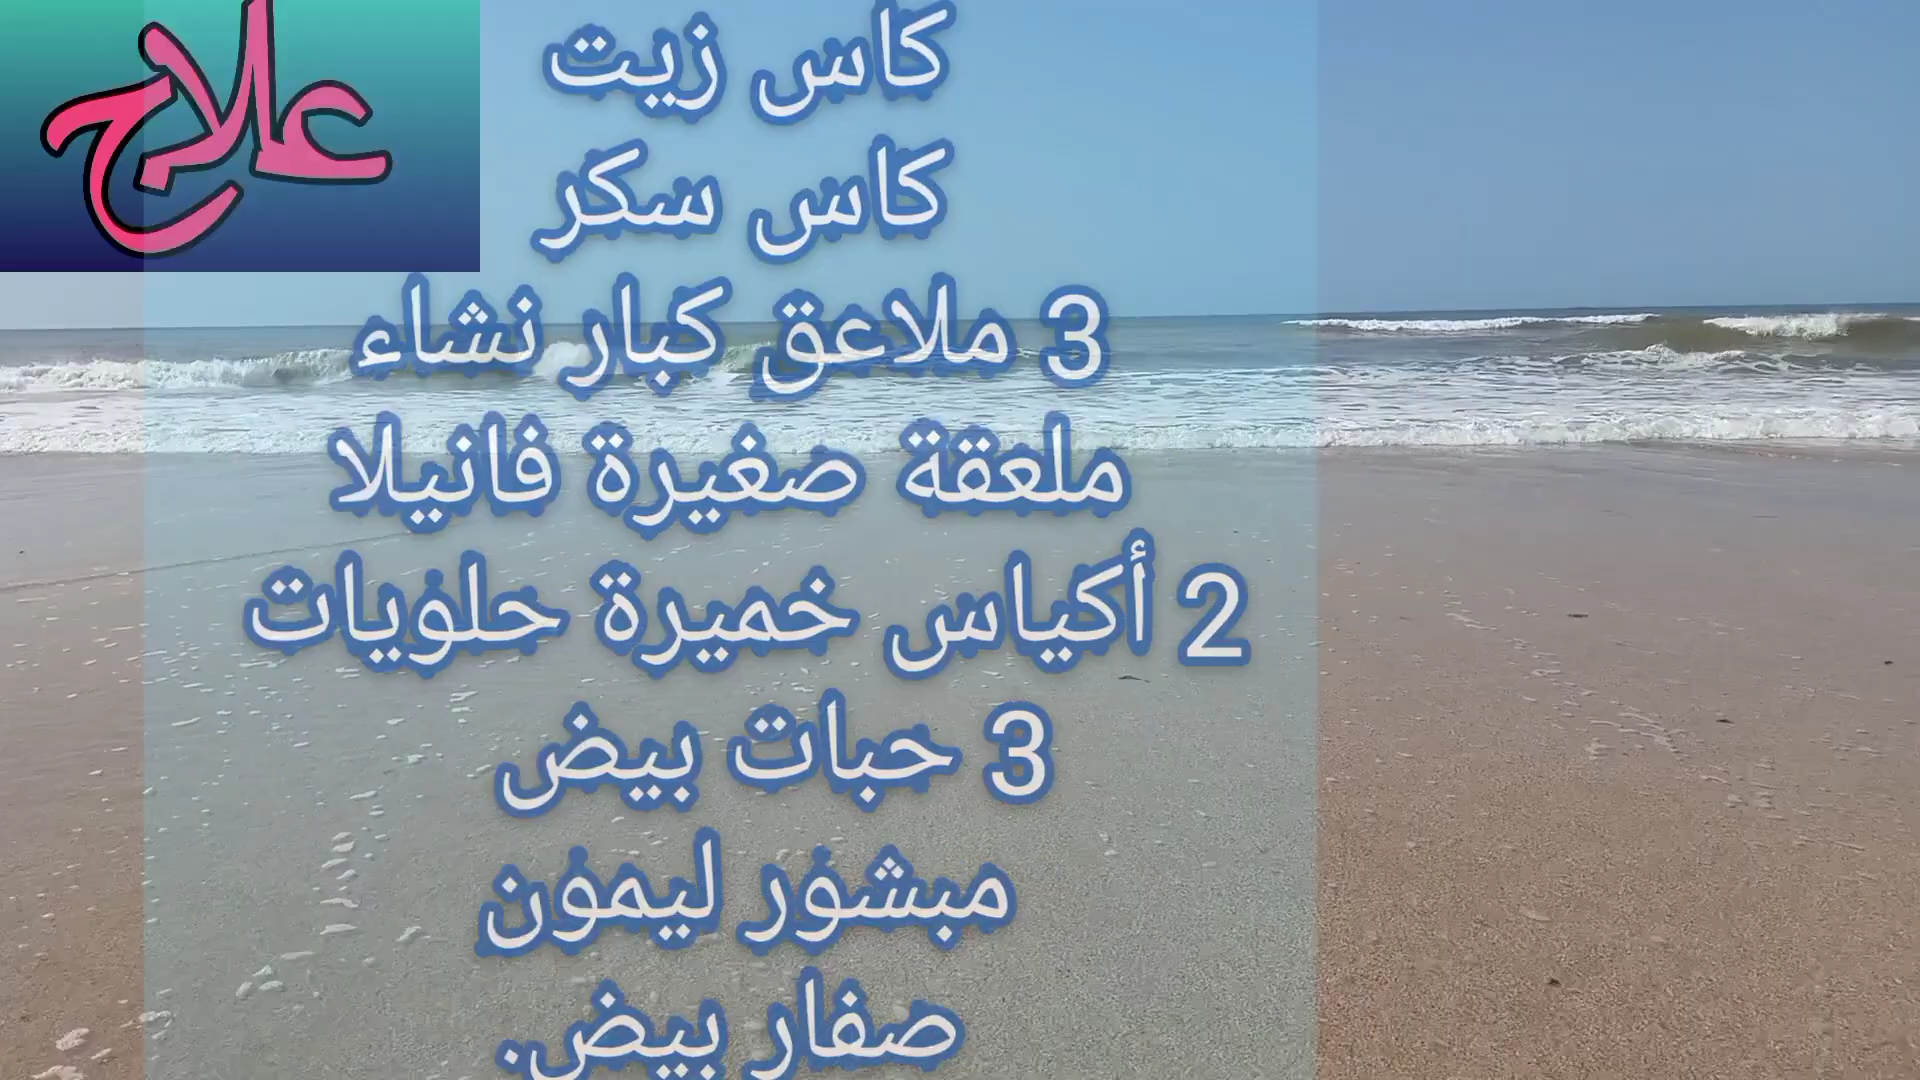 علاج
كاس زيت
كاس سكر
3 ملاعق كبار نشاء
ملعقة صغيرة فانيلا
2 أكياس خميرة حلويات
3 حبات بيض
مبشور ليمون
صفار بيض.